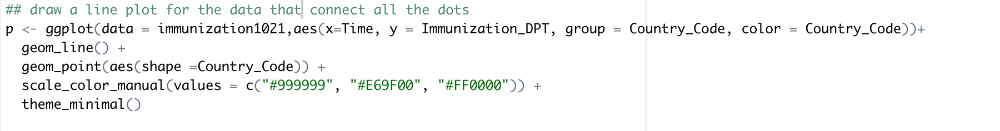 ## draw a line plot for the data that connect all the dots
p <- ggplot(data = immunization1021,aes(x=Time, y = Immunization_DPT, group = Country_Code, color = Country_Code))+
  geom_line() +
  geom_point(aes(shape =Country_Code)) +
  scale_color_manual(values = c("#999999", "#E69F00", "#FF0000")) +
  theme_minimal()